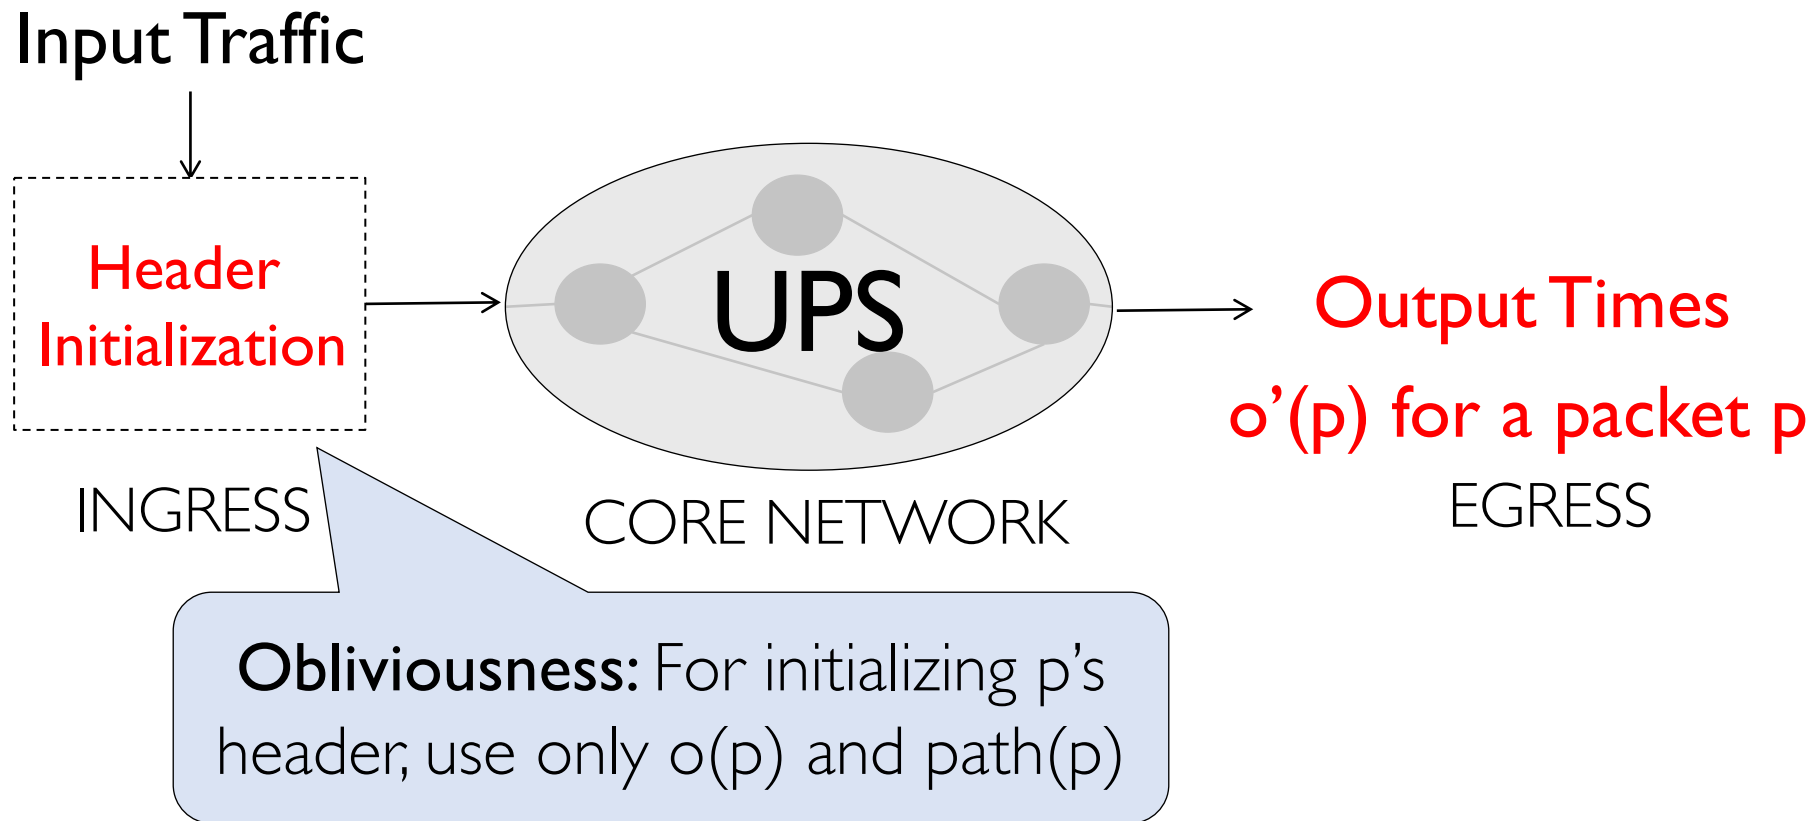 Input Traffic
Header
Initialization
UPS
Output Times
o’(p) for a packet p
INGRESS
CORE NETWORK
EGRESS
Obliviousness: For initializing p’s
header, use only o(p) and path(p)